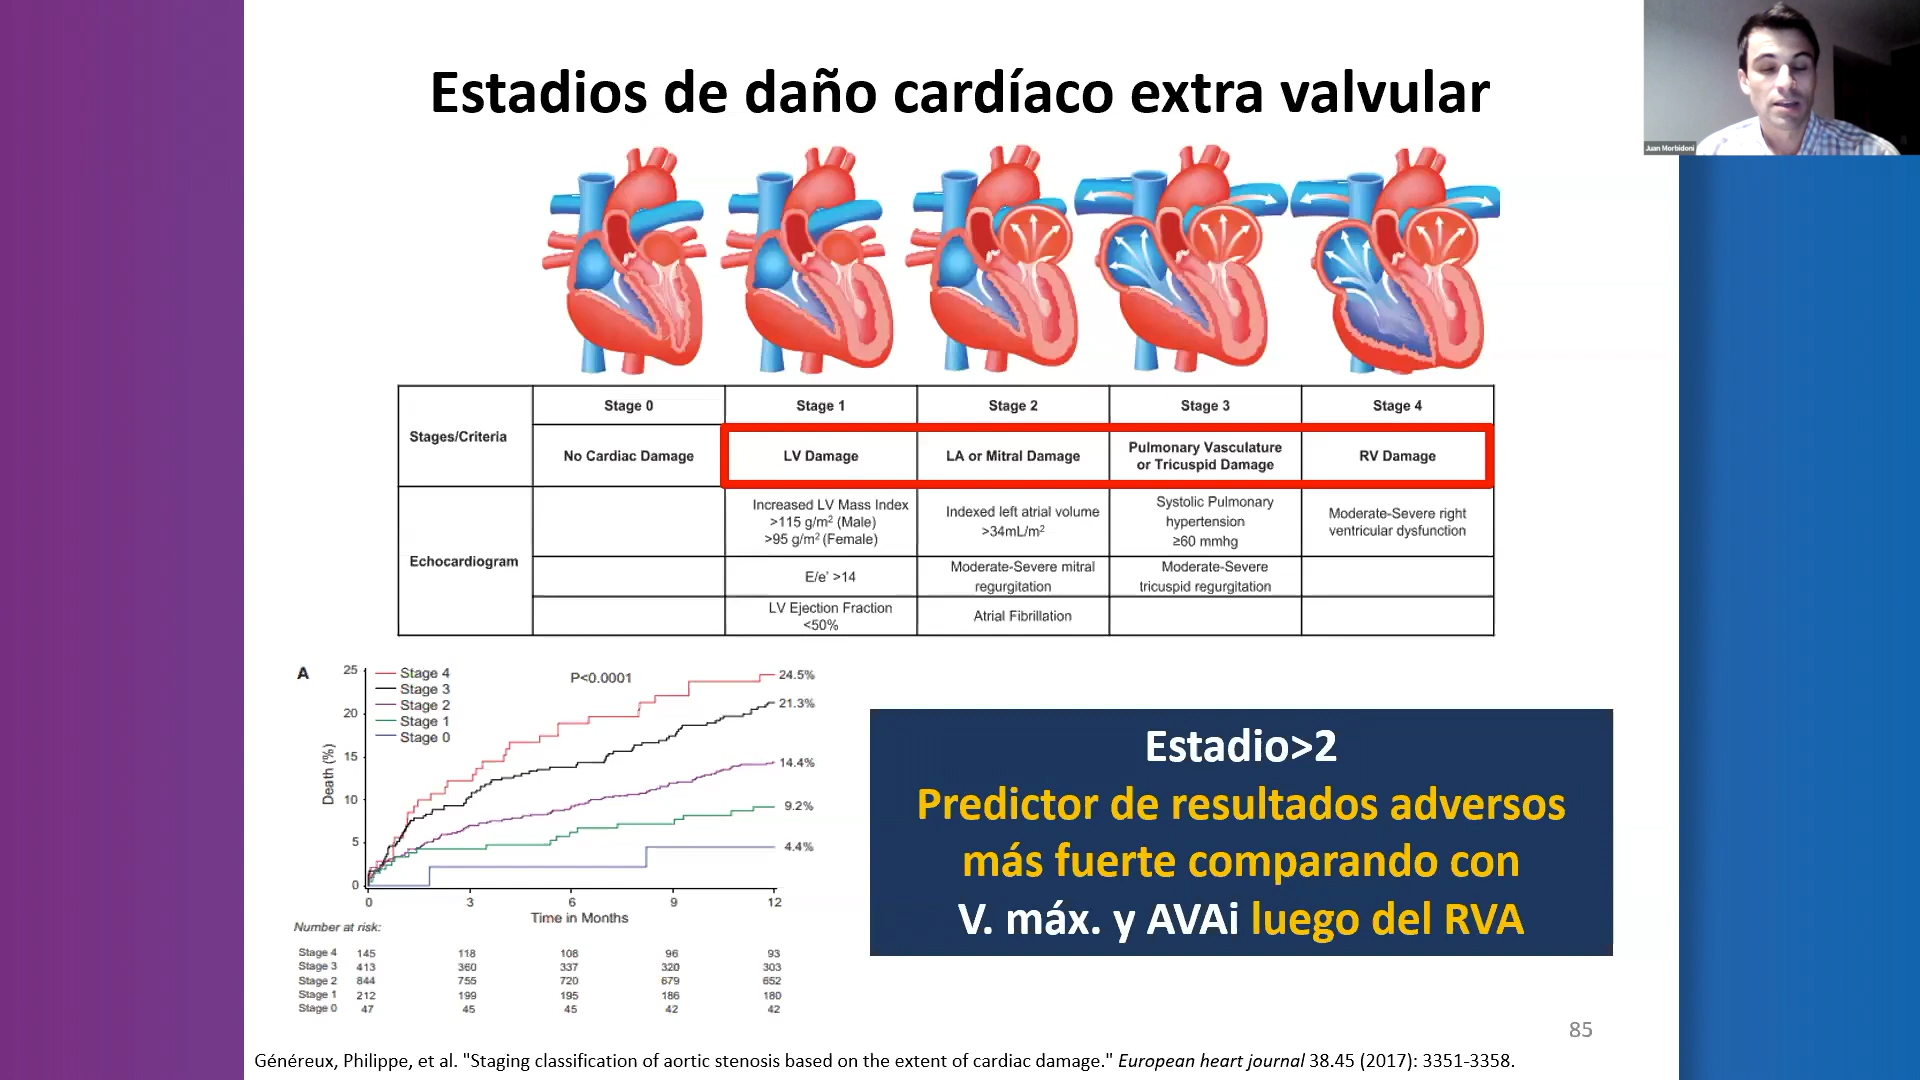 Estadios de daño cardíaco extra valvular
Juan Morbidoni
Stages/Criteria
Stage 0
Stage 1
Stage 2
Stage 3
Stage 4
No Cardiac Damage
LV Damage
LA or Mitral Damage
Pulmonary Vasculature
or Tricuspid Damage
RV Damage
Echocardiogram
Increased LV Mass Index
>115 g/m² (Male)
>95 g/m² (Female)
Indexed left atrial volume
>34mL/m²
Systolic Pulmonary
hypertension
≥60 mmhg
Moderate-Severe right
ventricular dysfunction
E/e' >14
Moderate-Severe mitral
regurgitation
Moderate-Severe
tricuspid regurgitation
LV Ejection Fraction
<50%
Atrial Fibrillation
A
Death (%)
25
20
15
10
5
0
Stage 4
Stage 3
Stage 2
Stage 1
Stage 0
P<0.0001
24.5%
21.3%
14.4%
9.2%
4.4%
0 3 6 9 12
Time in Months
Number at risk:
Stage 4 145 118 108 96 93
Stage 3 413 360 337 320 303
Stage 2 844 755 720 679 652
Stage 1 212 199 195 186 180
Stage 0 47 45 45 42 42
Estadio>2
Predictor de resultados adversos
más fuerte comparando con
V. máx. y AVAi luego del RVA
85
Généreux, Philippe, et al. "Staging classification of aortic stenosis based on the extent of cardiac damage." European heart journal 38.45 (2017): 3351-3358.